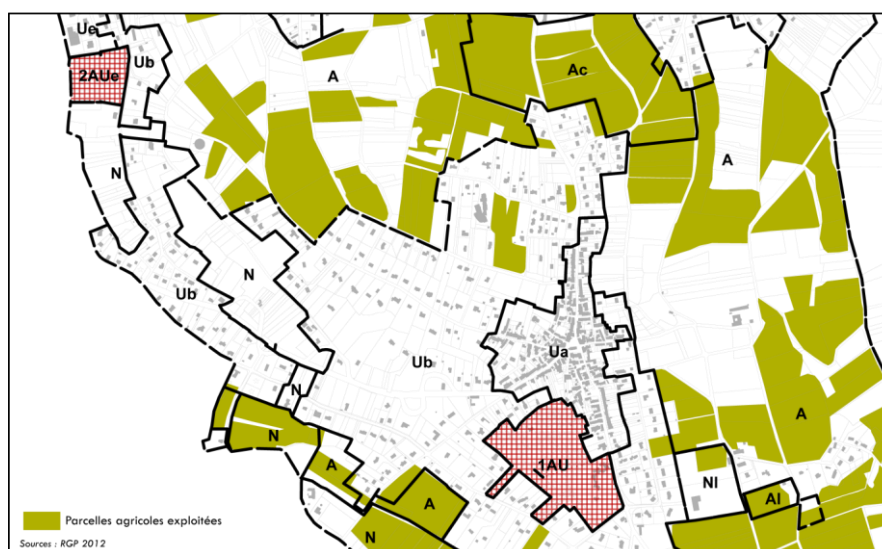 Ue
Ub
2AUe
A
Ac
A
N
N
Ub
Ua
Ub
N
A
N
1AU
A
A
Nl
Al
N
Parcelles agricoles exploitées
Sources : RGP 2012